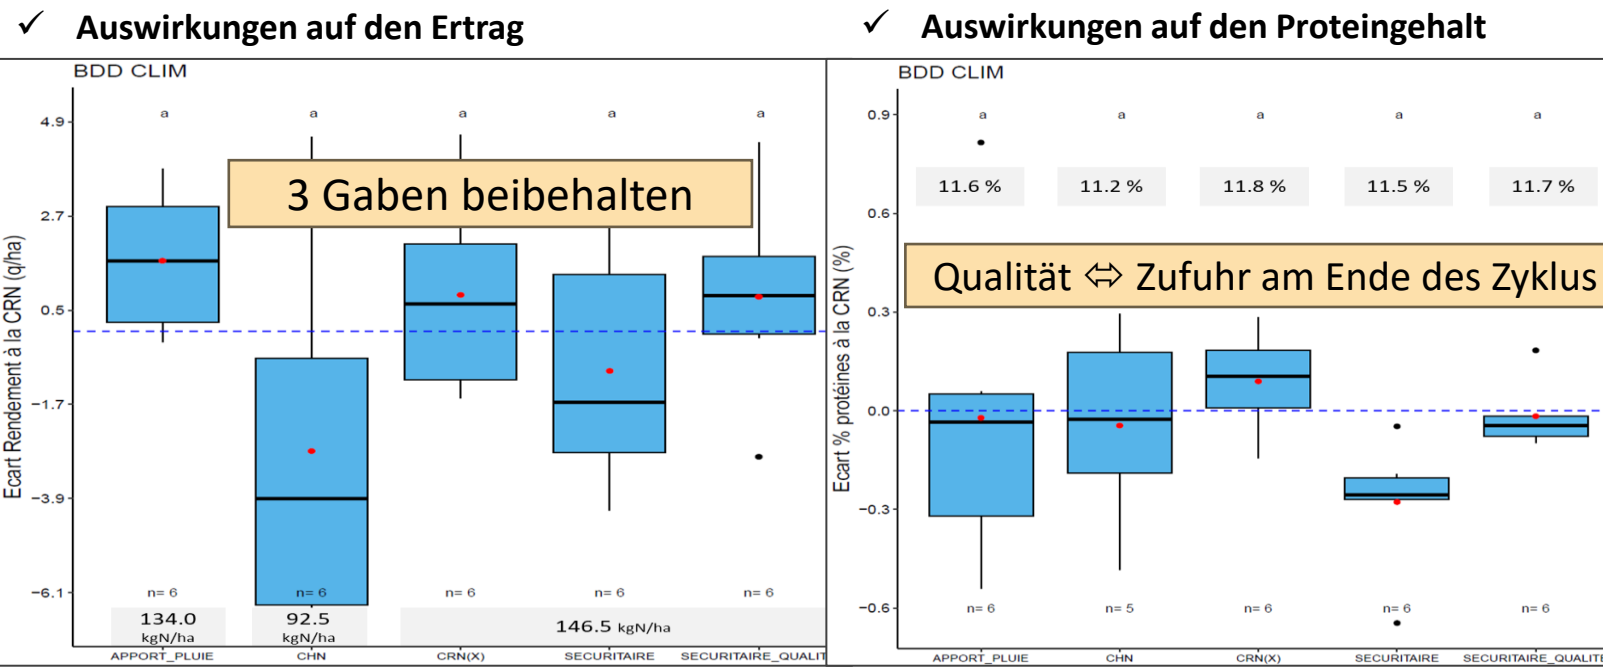 ✓ Auswirkungen auf den Ertrag
BDD CLIM
Ecart Rendement à la CRN (q/ha)
4.9
2.7
0.5
−1.7
−3.9
−6.1
a a a a a
3 Gaben beibehalten
n= 6 n= 6 n= 6 n= 6 n= 6
134.0 kgN/ha
92.5 kgN/ha
146.5 kgN/ha
APPORT_PLUIE CHN CRN(X) SECURITAIRE SECURITAIRE_QUALIT
✓ Auswirkungen auf den Proteingehalt
BDD CLIM
Ecart % protéines à la CRN (%)
0.9
0.6
0.3
0.0
−0.3
−0.6
a a a a a
11.6 % 11.2 % 11.8 % 11.5 % 11.7 %
Qualität ⇔ Zufuhr am Ende des Zyklus
n= 6 n= 5 n= 6 n= 6 n= 6
APPORT_PLUIE CHN CRN(X) SECURITAIRE SECURITAIRE_QUALITE